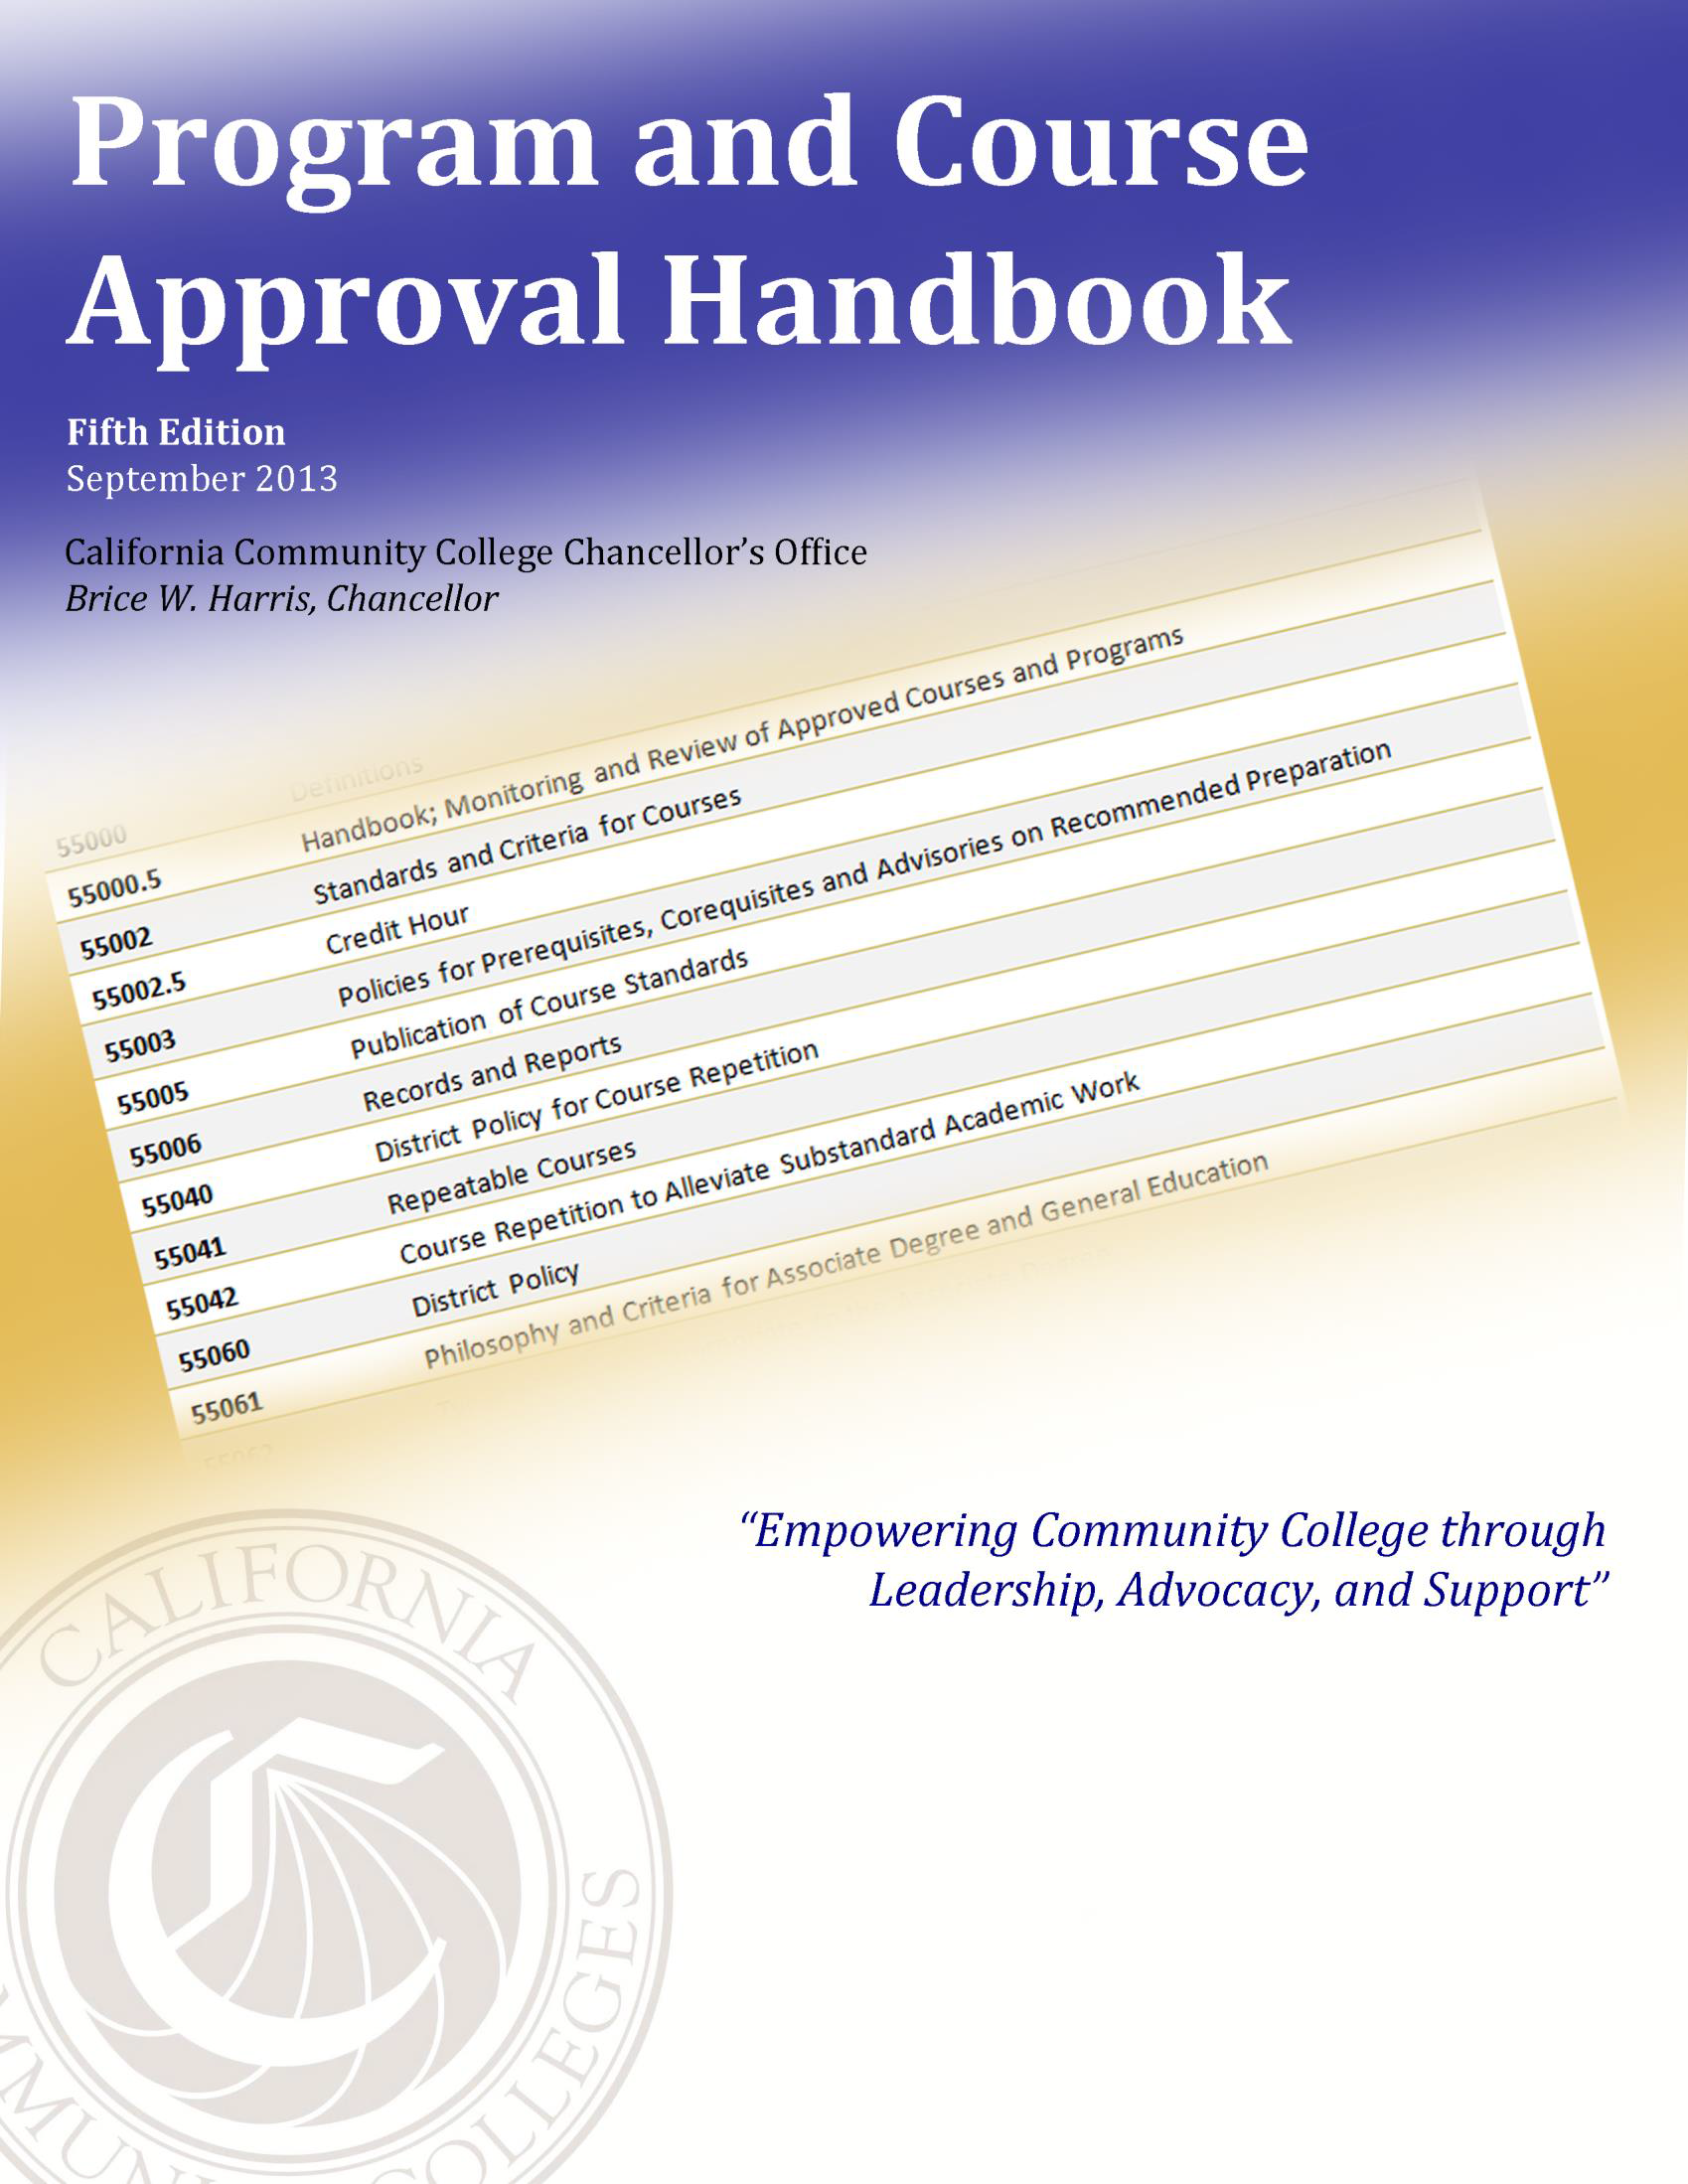 Program and Course
Approval Handbook
Fifth Edition
September 2013
California Community College Chancellor’s Office
Brice W. Harris, Chancellor
55000 Definitions
55000.5 Handbook; Monitoring and Review of Approved Courses and Programs
55002 Standards and Criteria for Courses
55002.5 Credit Hour
55003 Policies for Prerequisites, Corequisites and Advisories on Recommended Preparation
55005 Publication of Course Standards
55006 Records and Reports
55040 District Policy for Course Repetition
55041 Repeatable Courses
55042 Course Repetition to Alleviate Substandard Academic Work
55060 District Policy
55061 Philosophy and Criteria for Associate Degree and General Education
55062
“Empowering Community College through
Leadership, Advocacy, and Support”
CALIFORNIA
MMUNI COLLEGES